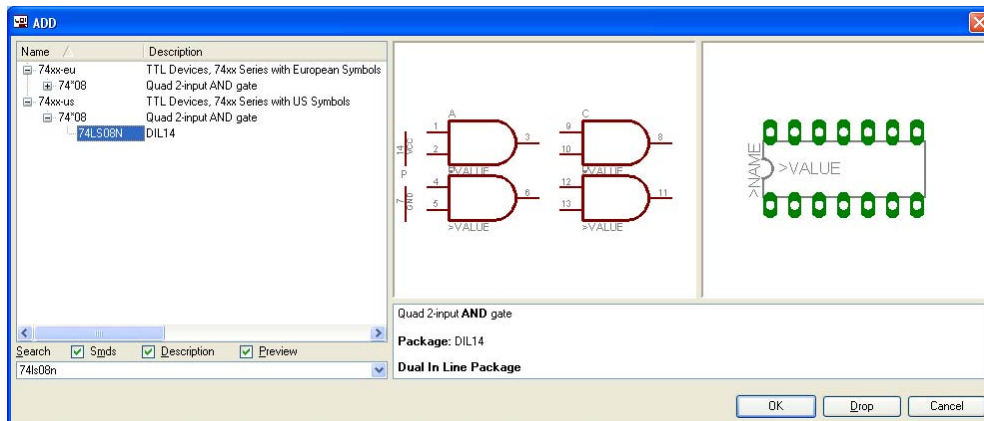 ADD
Name Description
74xx-eu TTL Devices, 74xx Series with European Symbols
74*08 Quad 2-input AND gate
74xx-us TTL Devices, 74xx Series with US Symbols
74*08 Quad 2-input AND gate
74LS08N DIL14
Search Smds Description Preview
74ls08n
A C
1 3 9 8
14 VCC 2 10
P >VALUE >VALUE
4 6 12 11
7 GND 5 13
>VALUE >VALUE
>NAME >VALUE
Quad 2-input AND gate
Package: DIL14
Dual In Line Package
OK Drop Cancel